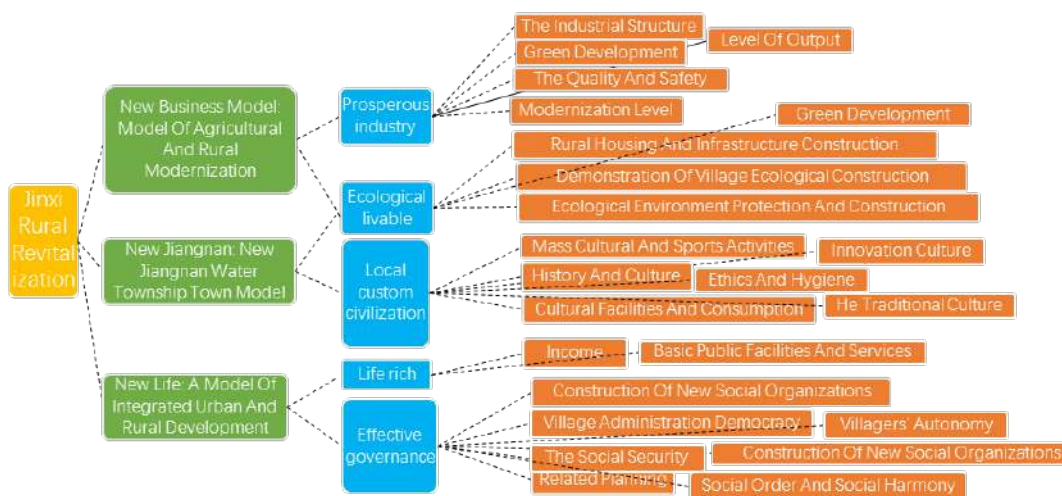 Jinxi
Rural
Revital
ization
New Business Model:
Model Of Agricultural
And Rural
Modernization
New Jiangnan: New
Jiangnan Water
Township Town Model
New Life: A Model Of
Integrated Urban And
Rural Development
Prosperous
industry
Ecological
livable
Local
custom
civilization
Life rich
Effective
governance
The Industrial Structure
Level Of Output
Green Development
The Quality And Safety
Modernization Level
Green Development
Rural Housing And Infrastructure Construction
Demonstration Of Village Ecological Construction
Ecological Environment Protection And Construction
Mass Cultural And Sports Activities
Innovation Culture
History And Culture
Ethics And Hygiene
He Traditional Culture
Cultural Facilities And Consumption
Income
Basic Public Facilities And Services
Construction Of New Social Organizations
Village Administration Democracy
Villagers' Autonomy
The Social Security
Construction Of New Social Organizations
Related Planning
Social Order And Social Harmony